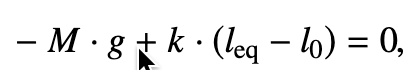 − M · g + k · (l_eq − l_0) = 0,